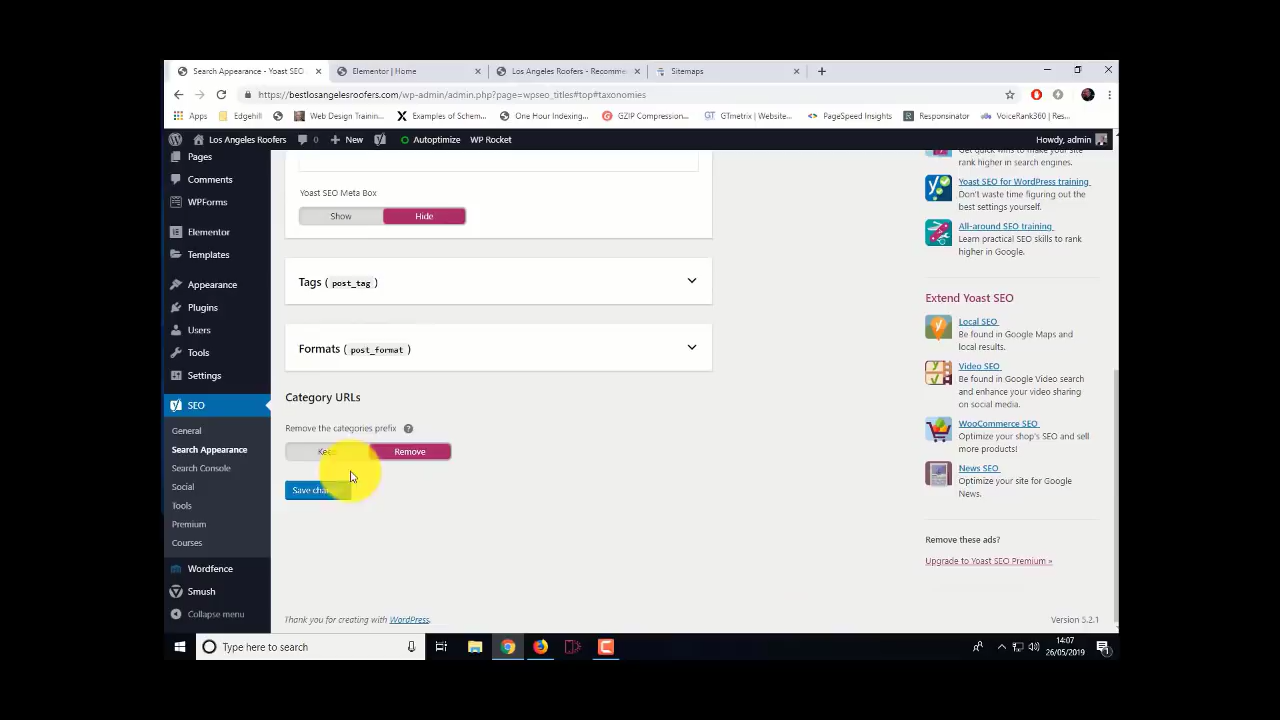 Search Appearance - Yoast SEO
Elementor | Home
Los Angeles Roofers - Recomme
Sitemaps
https://bestlosangelesroofers.com/wp-admin/admin.php?page=wpseo_titles#top#taxonomies
Apps
Edgehill
Web Design Trainin...
Examples of Schem...
One Hour Indexing...
GZIP Compression...
GTmetrix | Website...
PageSpeed Insights
Responsinator
VoiceRank360 | Res...
Los Angeles Roofers
0
New
Autoptimize
WP Rocket
Howdy, admin
Pages
Comments
WPForms
Elementor
Templates
Appearance
Plugins
Users
Tools
Settings
SEO
General
Search Appearance
Search Console
Social
Tools
Premium
Courses
Wordfence
Smush
Collapse menu
Yoast SEO Meta Box
Show
Hide
Tags ( post_tag )
Formats ( post_format )
Category URLs
Remove the categories prefix
Keep
Remove
Save
Thank you for creating with WordPress.
Get quick wins to make your site
rank higher in search engines.
Yoast SEO for WordPress training
Don't waste time figuring out the
best settings yourself.
All-around SEO training
Learn practical SEO skills to rank
higher in Google.
Extend Yoast SEO
Local SEO
Be found in Google Maps and
local results.
Video SEO
Be found in Google Video search
and enhance your video sharing
on social media.
WooCommerce SEO
Optimize your shop's SEO and sell
more products!
News SEO
Optimize your site for Google
News.
Remove these ads?
Upgrade to Yoast SEO Premium »
Version 5.2.1
Type here to search
14:07
26/05/2019